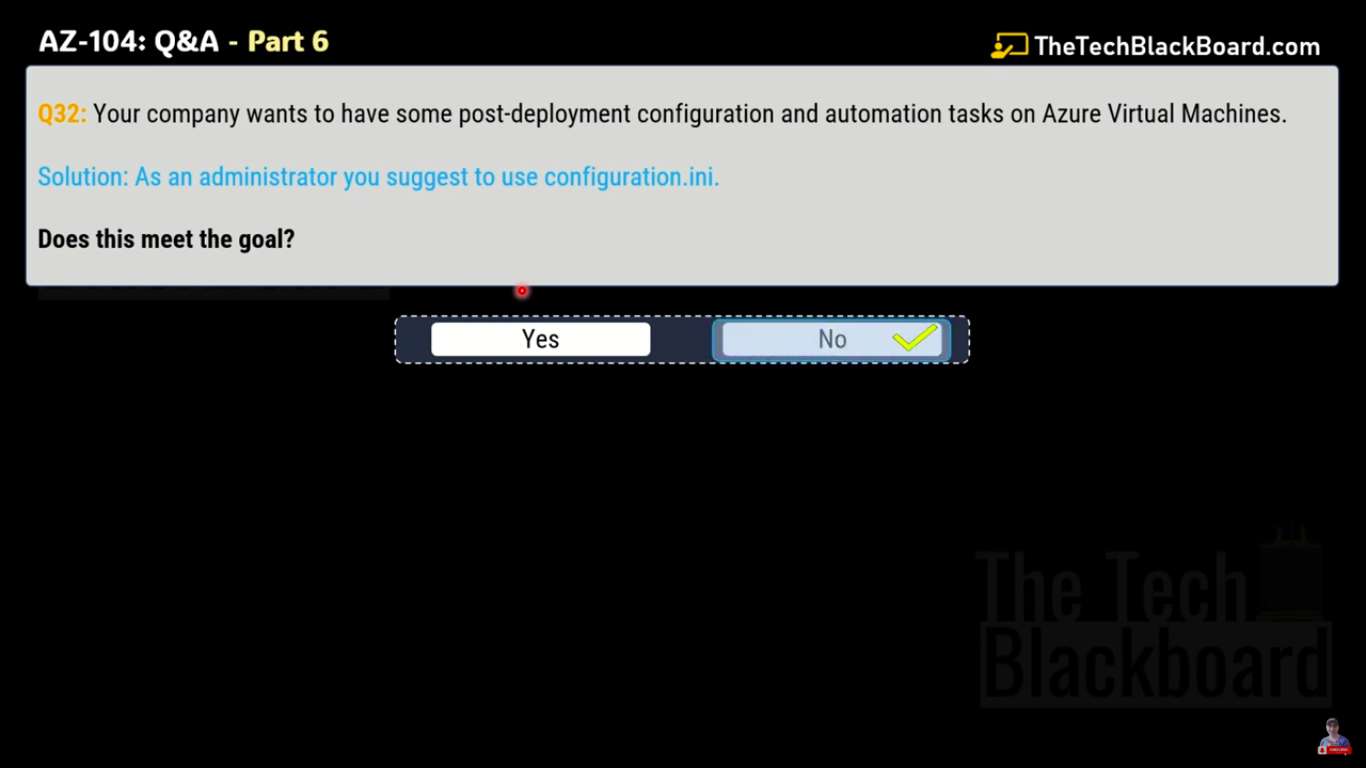 AZ-104: Q&A - Part 6
TheTechBlackBoard.com
Q32: Your company wants to have some post-deployment configuration and automation tasks on Azure Virtual Machines.
Solution: As an administrator you suggest to use configuration.ini.
Does this meet the goal?
Yes
No
The Tech
Blackboard